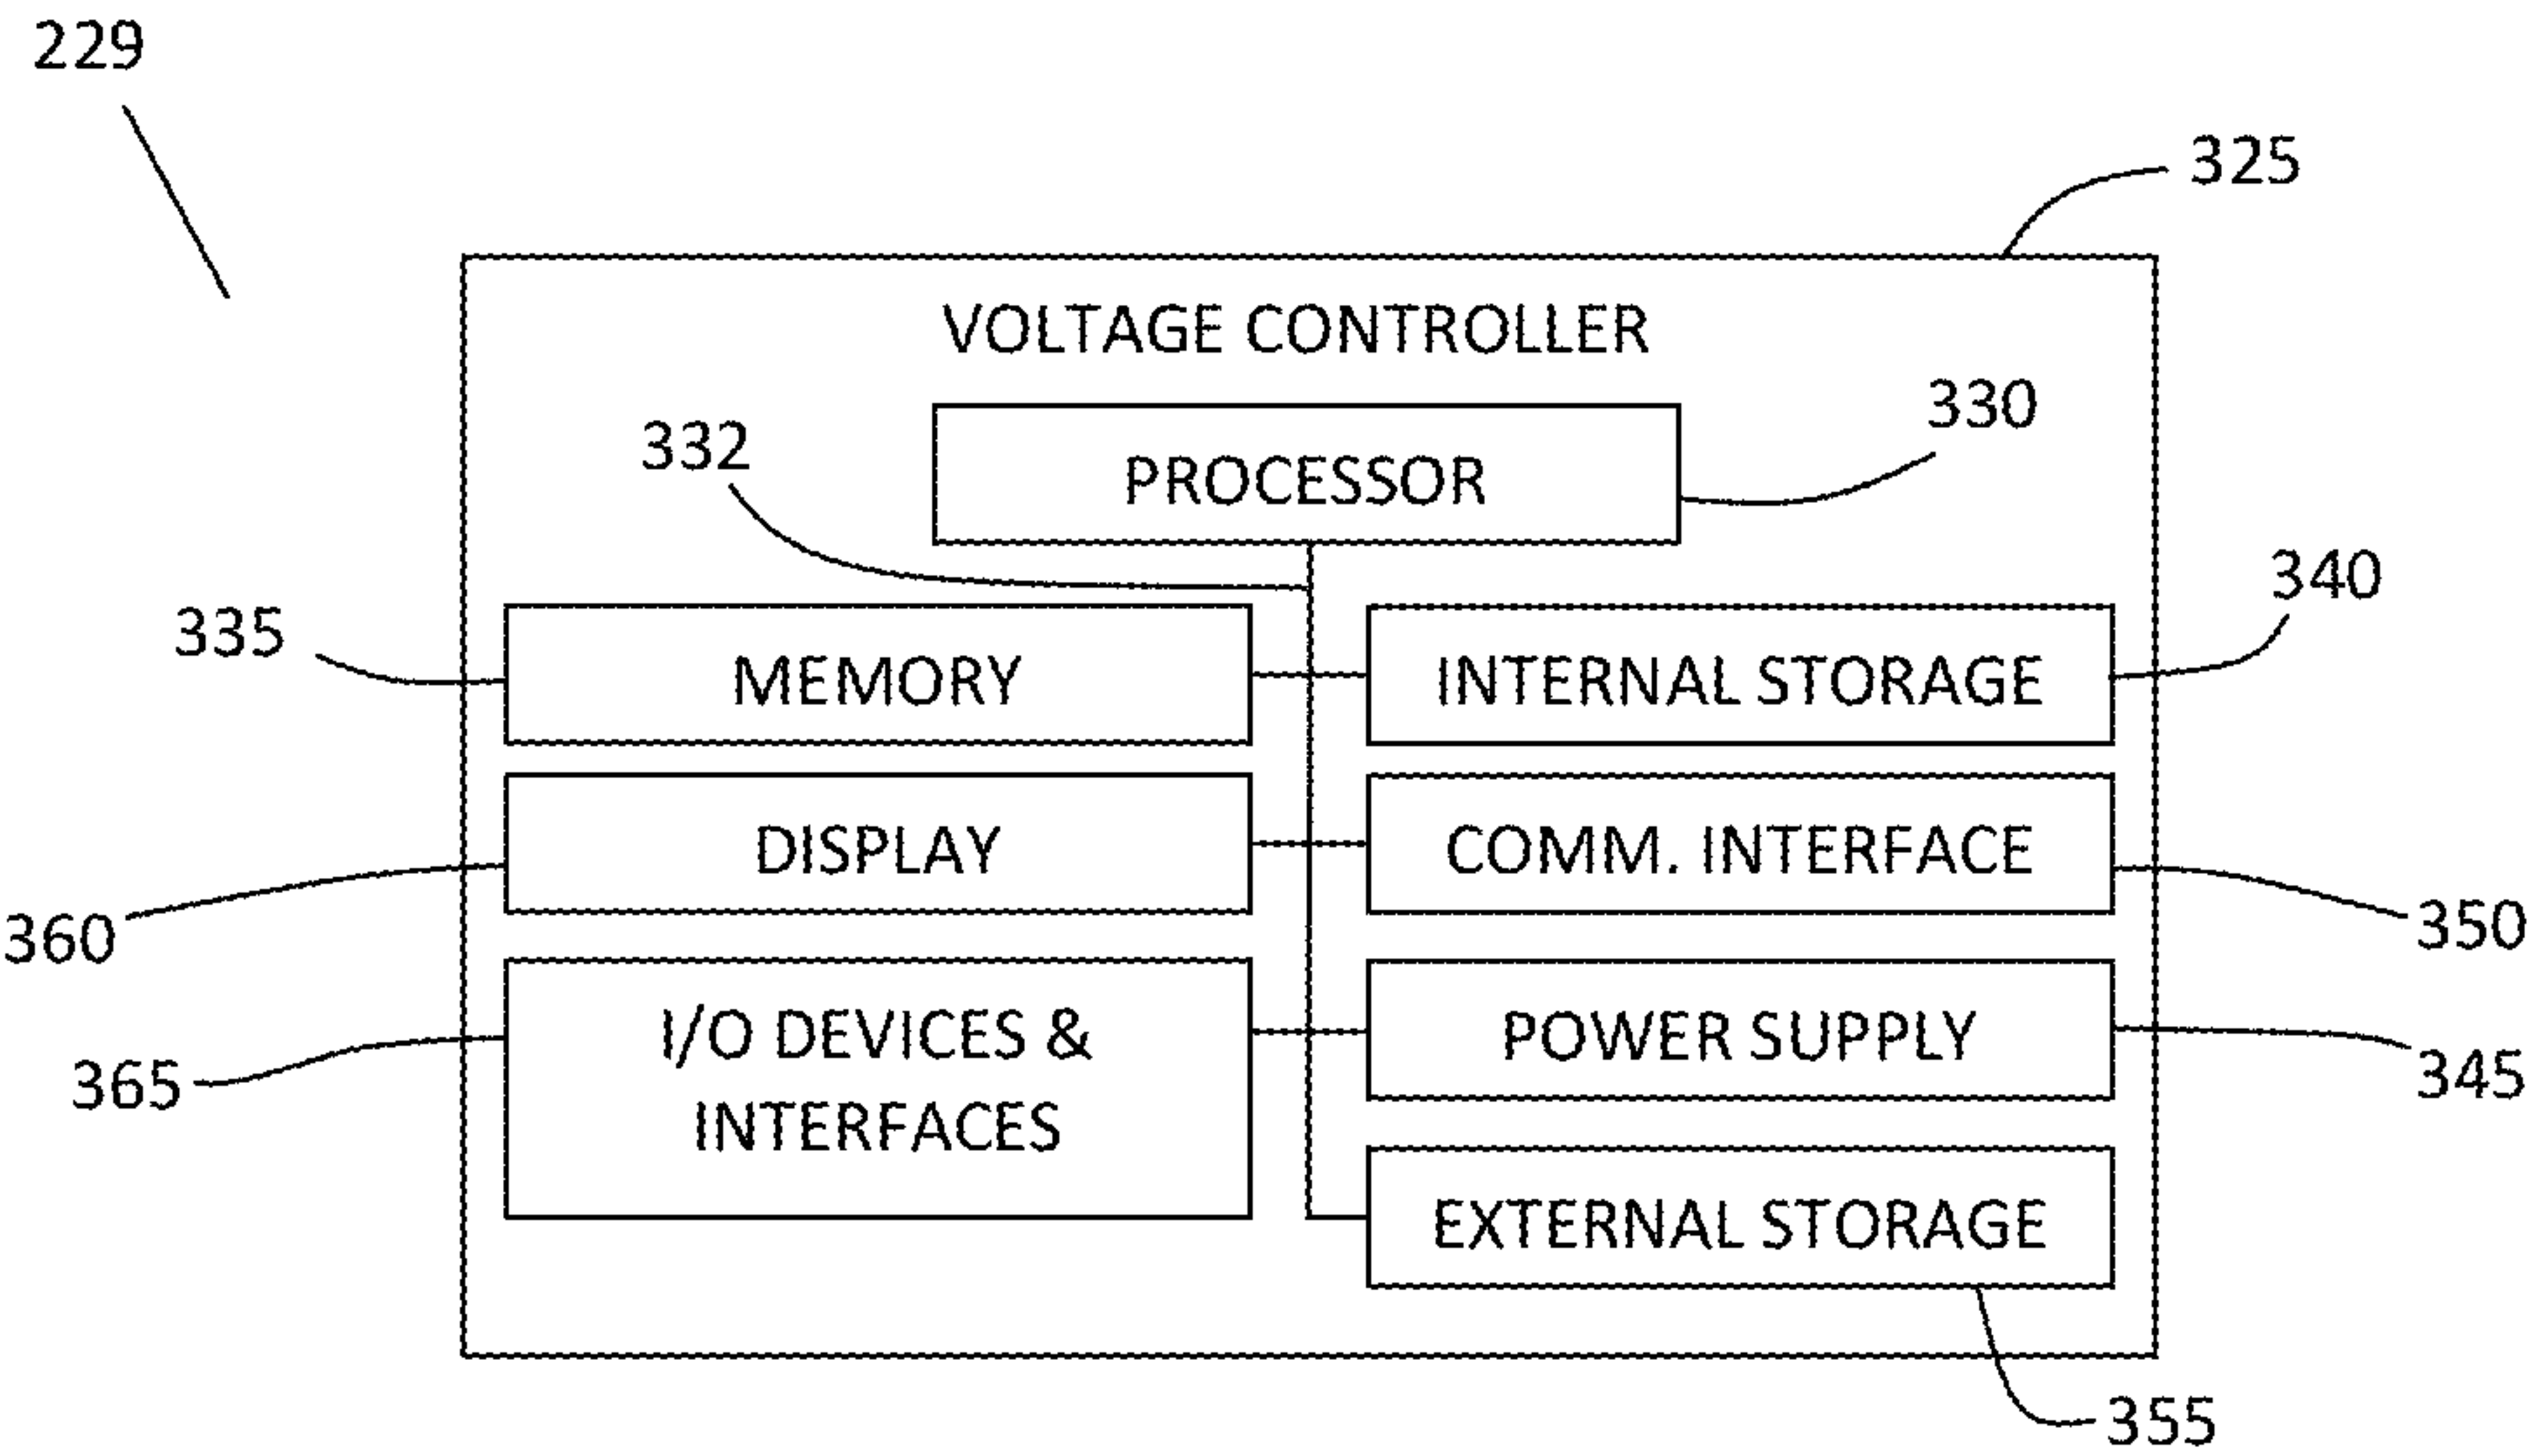 229
325
VOLTAGE CONTROLLER
330
332
PROCESSOR
340
335
MEMORY
INTERNAL STORAGE
DISPLAY
COMM. INTERFACE
360
350
I/O DEVICES &
INTERFACES
POWER SUPPLY
365
345
EXTERNAL STORAGE
355